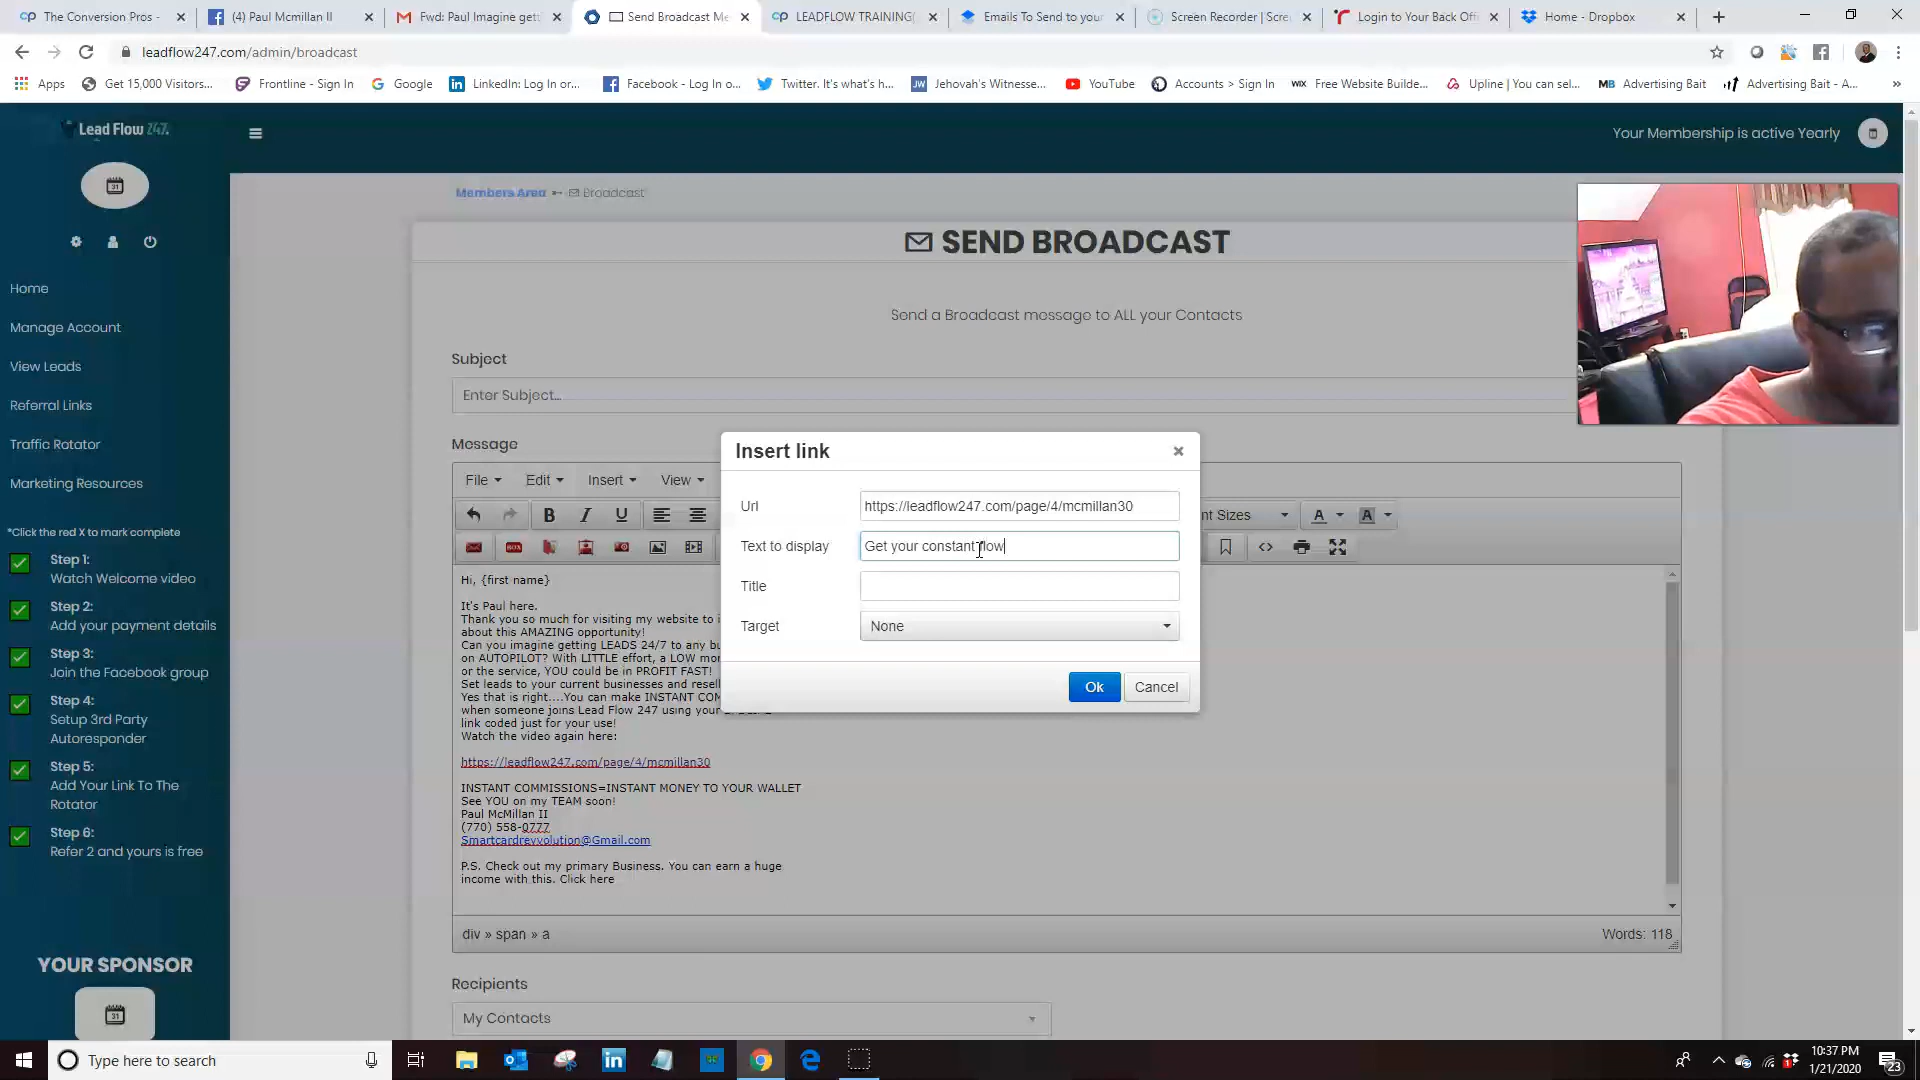 The Conversion Pros -
(4) Paul Mcmillan II
Fwd: Paul Imagine get
Send Broadcast Me
LEADFLOW TRAINING(
Emails To Send to your
Screen Recorder | Scre
Login to Your Back Offi
Home - Dropbox
leadflow247.com/admin/broadcast
Apps
Get 15,000 Visitors...
Frontline - Sign In
Google
LinkedIn: Log In or...
Facebook - Log In o...
Twitter. It's what's h...
Jehovah's Witnesse...
YouTube
Accounts > Sign In
Free Website Builde...
Upline | You can sel...
Advertising Bait
Advertising Bait - A...
Lead Flow 247.
Your Membership is active Yearly
Members Area
Broadcast
SEND BROADCAST
Send a Broadcast message to ALL your Contacts
Home
Manage Account
View Leads
Referral Links
Traffic Rotator
Marketing Resources
*Click the red X to mark complete
Step 1:
Watch Welcome video
Step 2:
Add your payment details
Step 3:
Join the Facebook group
Step 4:
Setup 3rd Party
Autoresponder
Step 5:
Add Your Link To The
Rotator
Step 6:
Refer 2 and yours is free
YOUR SPONSOR
Subject
Enter Subject...
Message
File
Edit
Insert
View
nt Sizes
Insert link
Url
https://leadflow247.com/page/4/mcmillan30
Text to display
Get your constant flow
Title
Target
None
Ok
Cancel
Hi, {first name}
It's Paul here.
Thank you so much for visiting my website to
about this AMAZING opportunity!
Can you imagine getting LEADS 24/7 to any
on AUTOPILOT? With LITTLE effort, a LOW
or the service, YOU could be in PROFIT FAST!
Set leads to your current businesses and
Yes that is right....You can make INSTANT
when someone joins Lead Flow 247 using your
link coded just for your use!
Watch the video again here:
https://leadflow247.com/page/4/mcmillan30
INSTANT COMMISSIONS=INSTANT MONEY TO YOUR WALLET
See YOU on my TEAM soon!
Paul McMillan II
(770) 558-0777
Smartcardrevvolution@Gmail.com
P.S. Check out my primary Business. You can earn a huge
income with this. Click here
div » span » a
Words: 118
Recipients
My Contacts
Type here to search
10:37 PM
1/21/2020
23